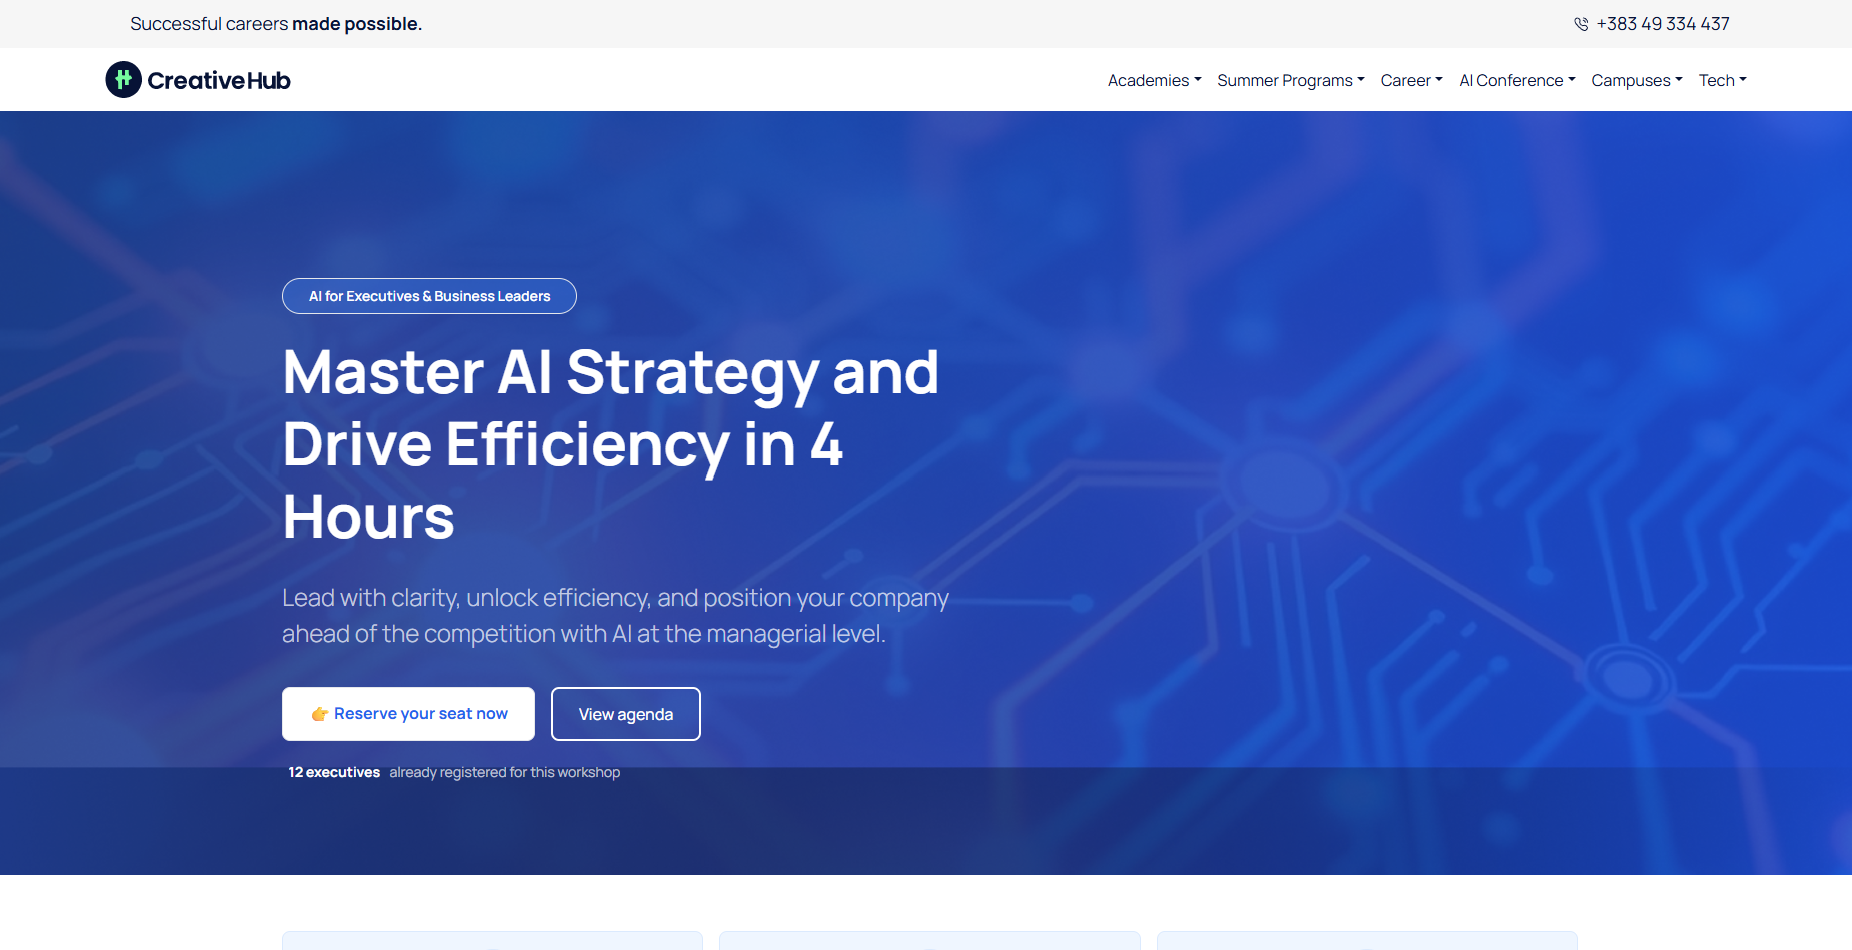 Successful careers made possible.
+383 49 334 437
CreativeHub
Academies
Summer Programs
Career
AI Conference
Campuses
Tech
AI for Executives & Business Leaders
Master AI Strategy and
Drive Efficiency in 4
Hours
Lead with clarity, unlock efficiency, and position your company
ahead of the competition with AI at the managerial level.
👉 Reserve your seat now
View agenda
12 executives already registered for this workshop